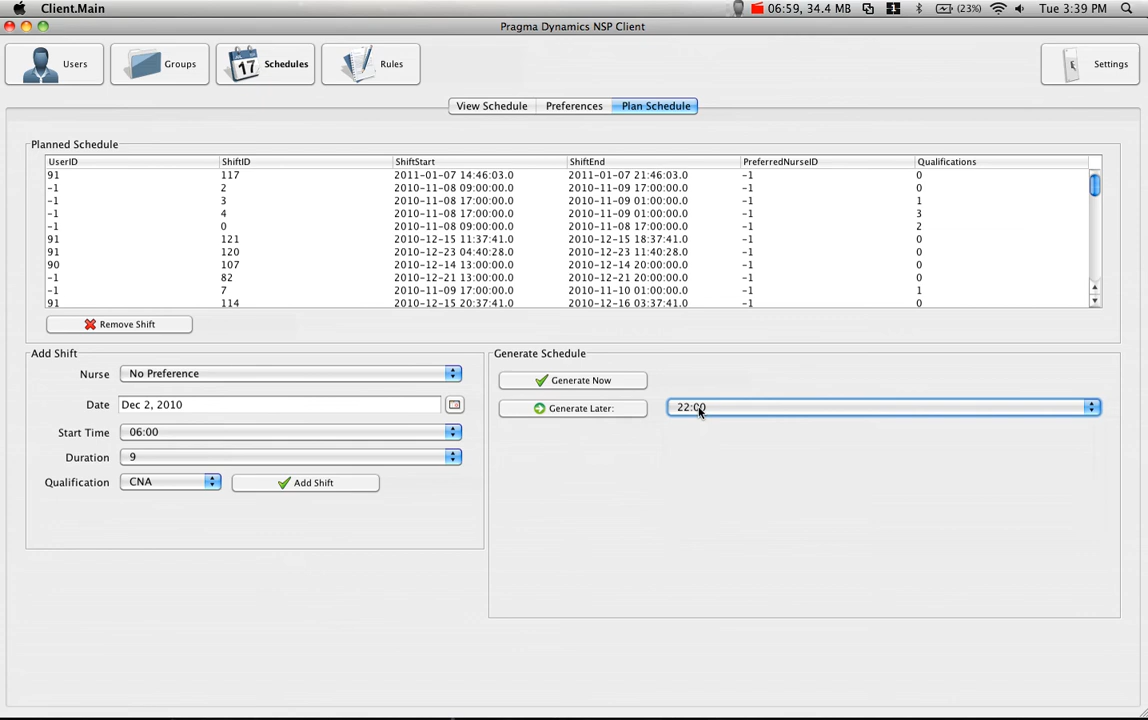 Client.Main 06:59, 34.4 MB 1 (23%) Tue 3:39 PM
Pragma Dynamics NSP Client
Users Groups 17 Schedules Rules Settings
View Schedule Preferences Plan Schedule
Planned Schedule
UserID ShiftID ShiftStart ShiftEnd PreferredNurseID Qualifications
91 117 2011-01-07 14:46:03.0 2011-01-07 21:46:03.0 -1 0
-1 2 2010-11-08 09:00:00.0 2010-11-09 17:00:00.0 -1 0
-1 3 2010-11-08 17:00:00.0 2010-11-09 01:00:00.0 -1 1
-1 4 2010-11-08 17:00:00.0 2010-11-09 01:00:00.0 -1 3
-1 0 2010-11-08 09:00:00.0 2010-11-08 17:00:00.0 -1 2
91 121 2010-12-15 11:37:41.0 2010-12-15 18:37:41.0 -1 0
91 120 2010-12-23 04:40:28.0 2010-12-23 11:40:28.0 -1 0
90 107 2010-12-14 13:00:00.0 2010-12-14 20:00:00.0 -1 0
-1 82 2010-12-21 13:00:00.0 2010-12-21 20:00:00.0 -1 0
-1 7 2010-11-09 17:00:00.0 2010-11-10 01:00:00.0 -1 1
91 114 2010-12-15 20:37:41.0 2010-12-16 03:37:41.0 -1 0
Remove Shift
Add Shift
Nurse No Preference
Date Dec 2, 2010
Start Time 06:00
Duration 9
Qualification CNA Add Shift
Generate Schedule
Generate Now
Generate Later: 22:00